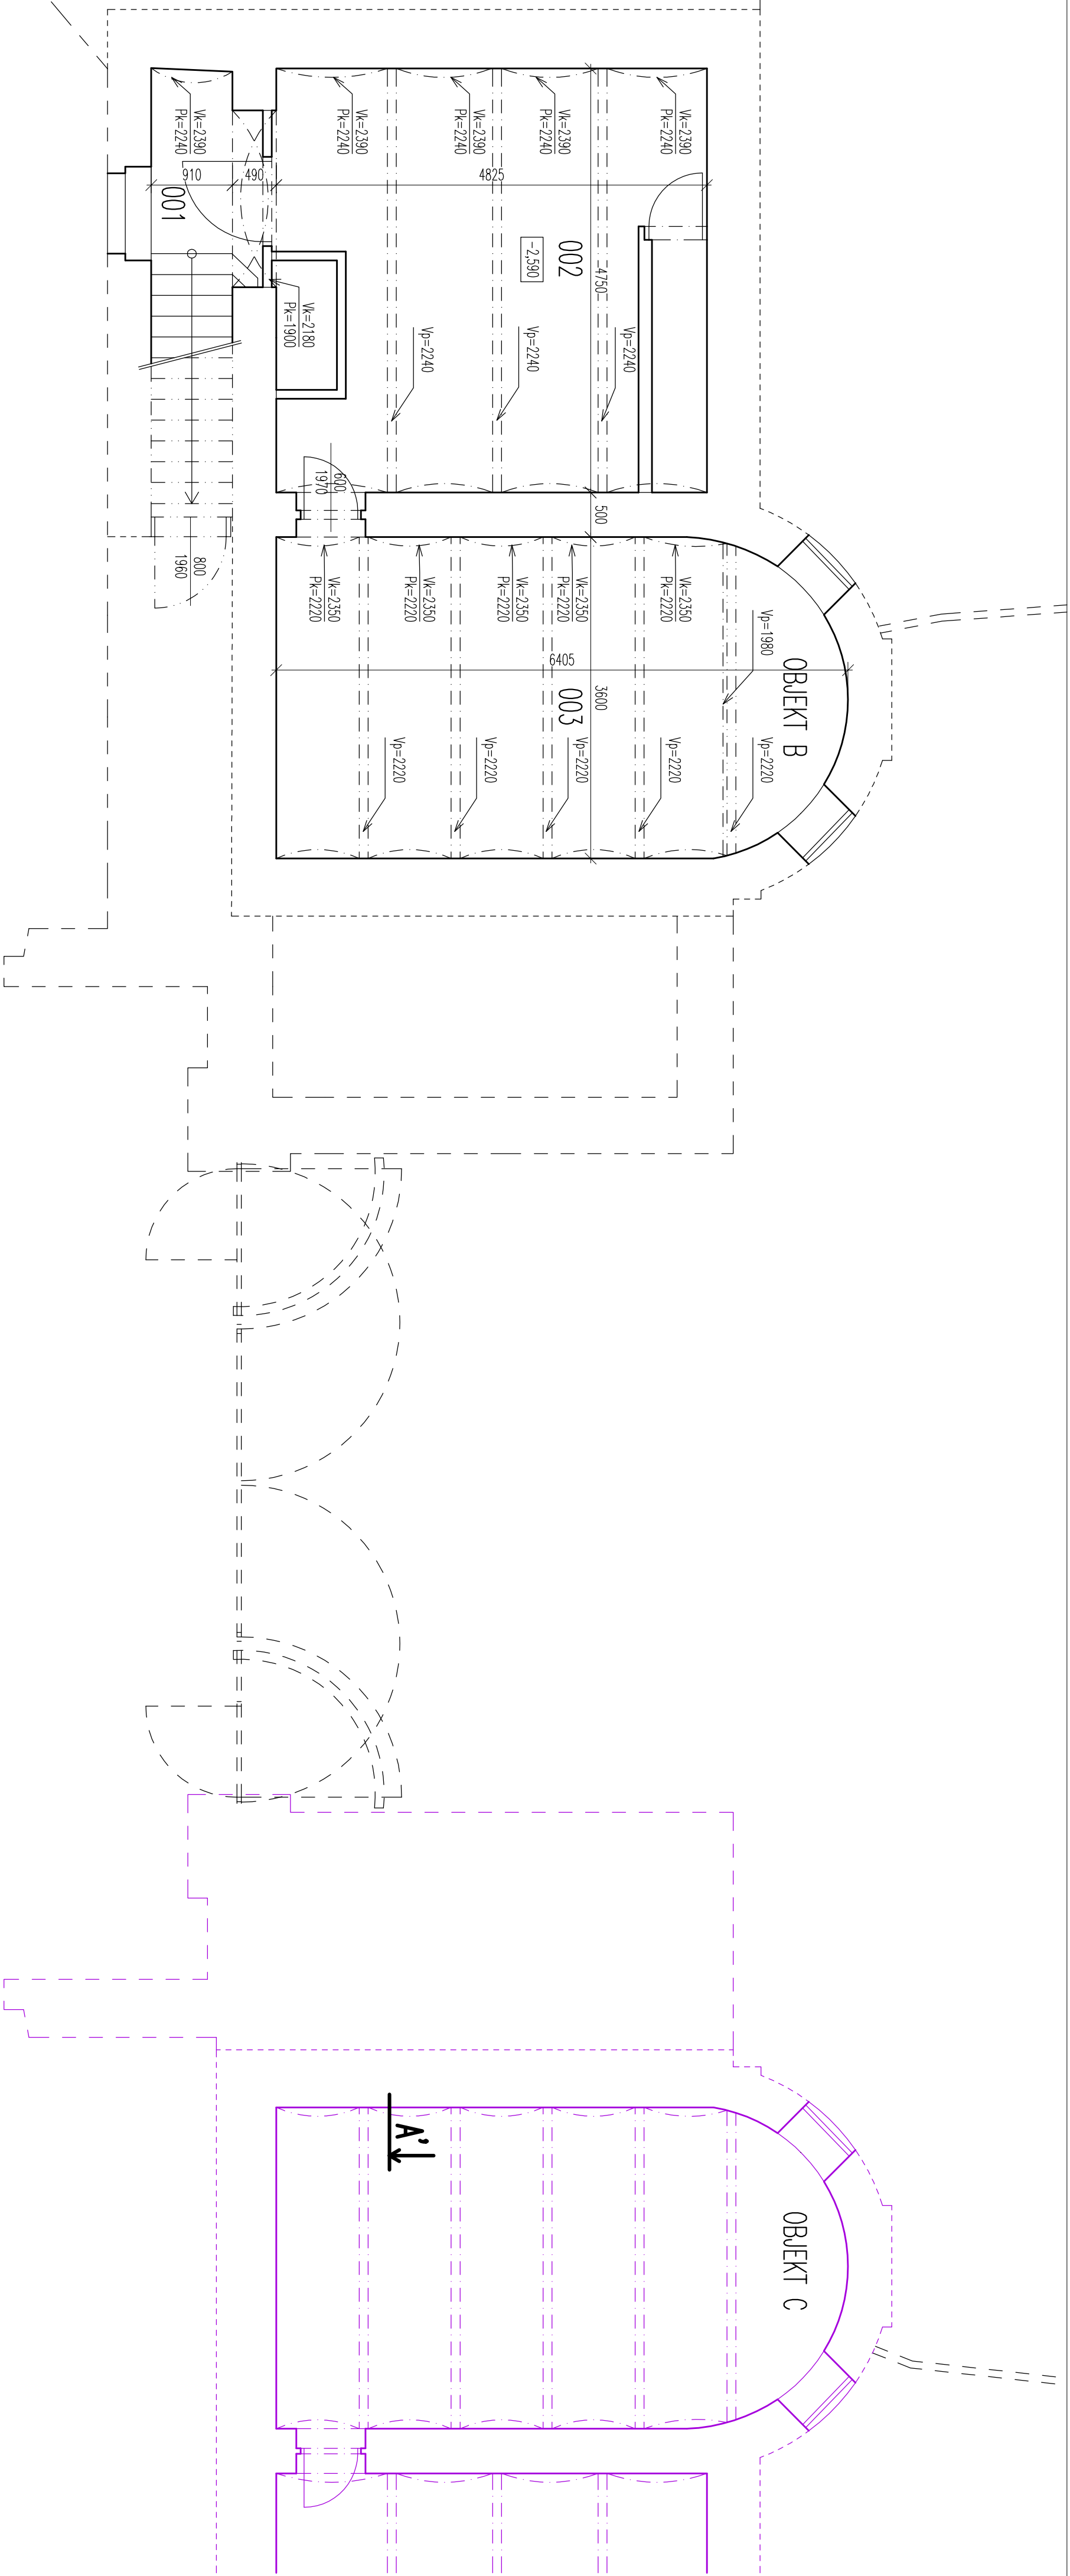 Vk=2390
Pk=2240
Vk=2390
Pk=2240
Vk=2390
Pk=2240
Vk=2390
Pk=2240
Vk=2390
Pk=2240
910
490
4825
001
002
-2,590
4750
Vk=2180
Pk=1900
Vp=2240
Vp=2240
Vp=2240
600
1970
500
800
1960
Vk=2350
Pk=2220
Vk=2350
Pk=2220
Vk=2350
Pk=2220
Vk=2350
Pk=2220
Vk=2350
Pk=2220
Vp=1980
OBJEKT B
6405
3600
003
Vp=2220
Vp=2220
Vp=2220
Vp=2220
Vp=2220
A'
OBJEKT C